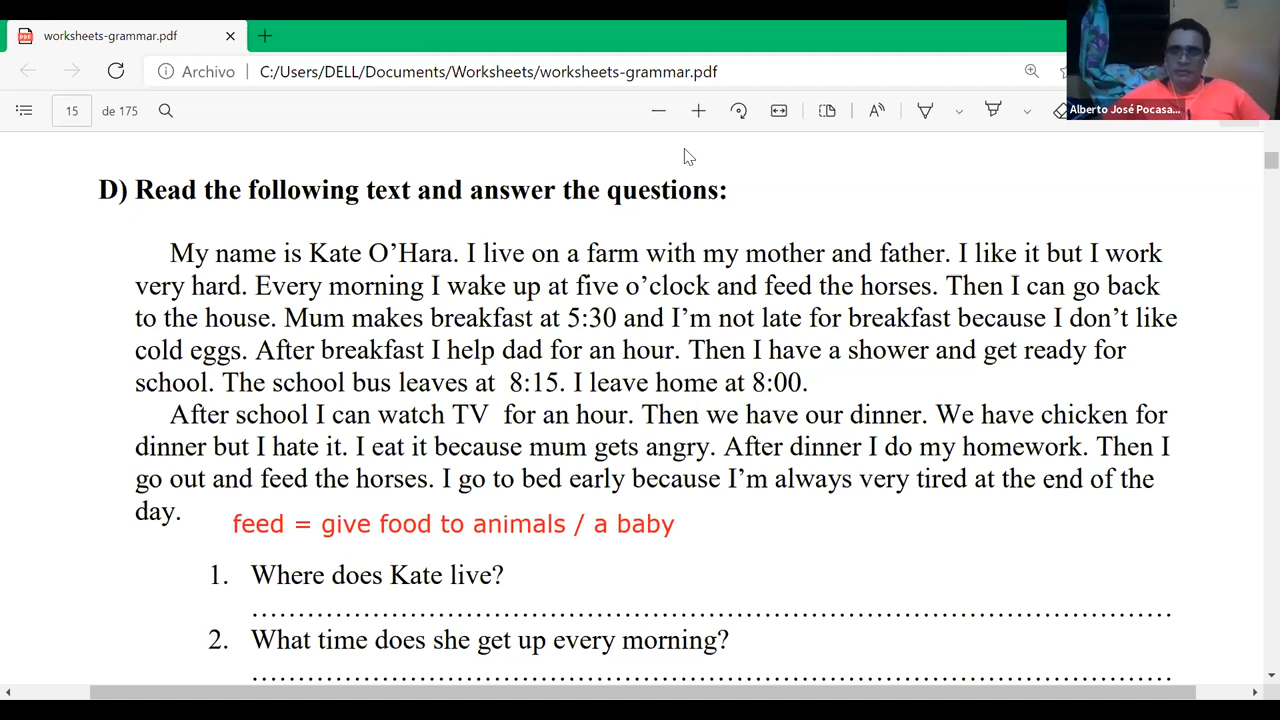 worksheets-grammar.pdf
Archivo
C:/Users/DELL/Documents/Worksheets/worksheets-grammar.pdf
15 de 175
Alberto José Pocasa...
D) Read the following text and answer the questions:
My name is Kate O’Hara. I live on a farm with my mother and father. I like it but I work
very hard. Every morning I wake up at five o’clock and feed the horses. Then I can go back
to the house. Mum makes breakfast at 5:30 and I’m not late for breakfast because I don’t like
cold eggs. After breakfast I help dad for an hour. Then I have a shower and get ready for
school. The school bus leaves at 8:15. I leave home at 8:00.
After school I can watch TV for an hour. Then we have our dinner. We have chicken for
dinner but I hate it. I eat it because mum gets angry. After dinner I do my homework. Then I
go out and feed the horses. I go to bed early because I’m always very tired at the end of the
day.
feed = give food to animals / a baby
1. Where does Kate live?
2. What time does she get up every morning?